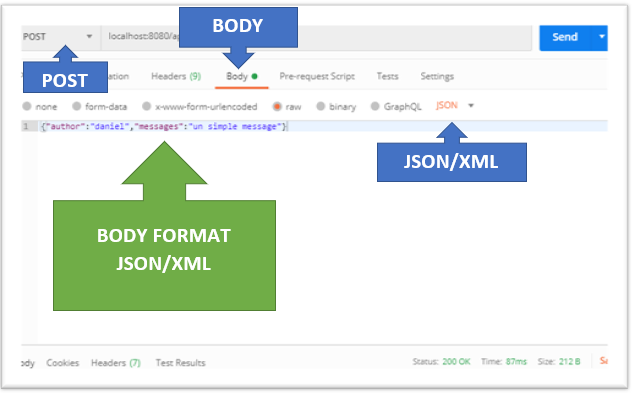 BODY
POST localhost:8080/ap Send
POST
Headers (9) Body Pre-request Script Tests Settings
none form-data x-www-form-urlencoded raw binary GraphQL JSON
1 {"author":"daniel","messages":"un simple message"}
JSON/XML
BODY FORMAT
JSON/XML
ody Cookies Headers (7) Test Results Status: 200 OK Time: 87ms Size: 212 B